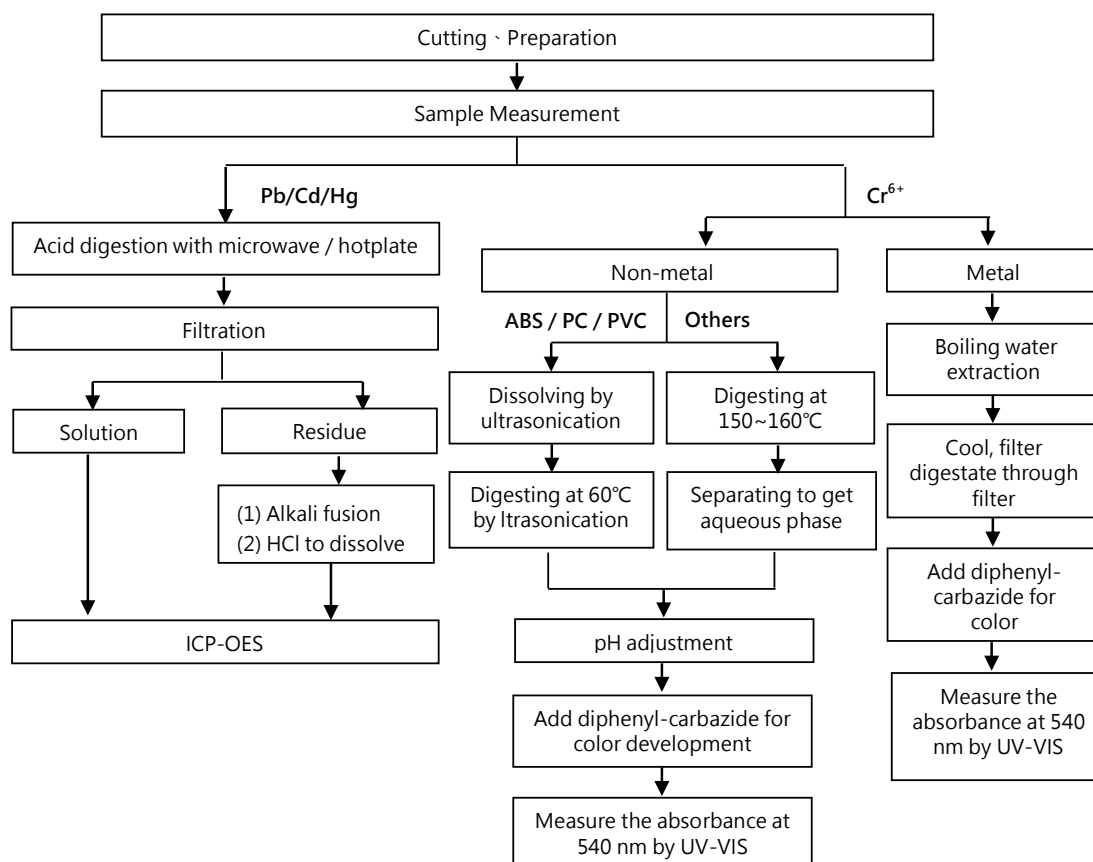 Cutting、Preparation
Sample Measurement
Pb/Cd/Hg
Cr⁶⁺
Acid digestion with microwave / hotplate
Non-metal
Metal
Filtration
ABS / PC / PVC
Others
Boiling water
extraction
Dissolving by
ultrasonication
Digesting at
150~160℃
Solution
Residue
Cool, filter
digestate through
filter
(1) Alkali fusion
(2) HCl to dissolve
Digesting at 60℃
by ltrasonication
Separating to get
aqueous phase
Add diphenyl-
carbazide for
color
ICP-OES
pH adjustment
Measure the
absorbance at 540
nm by UV-VIS
Add diphenyl-carbazide for
color development
Measure the absorbance at
540 nm by UV-VIS